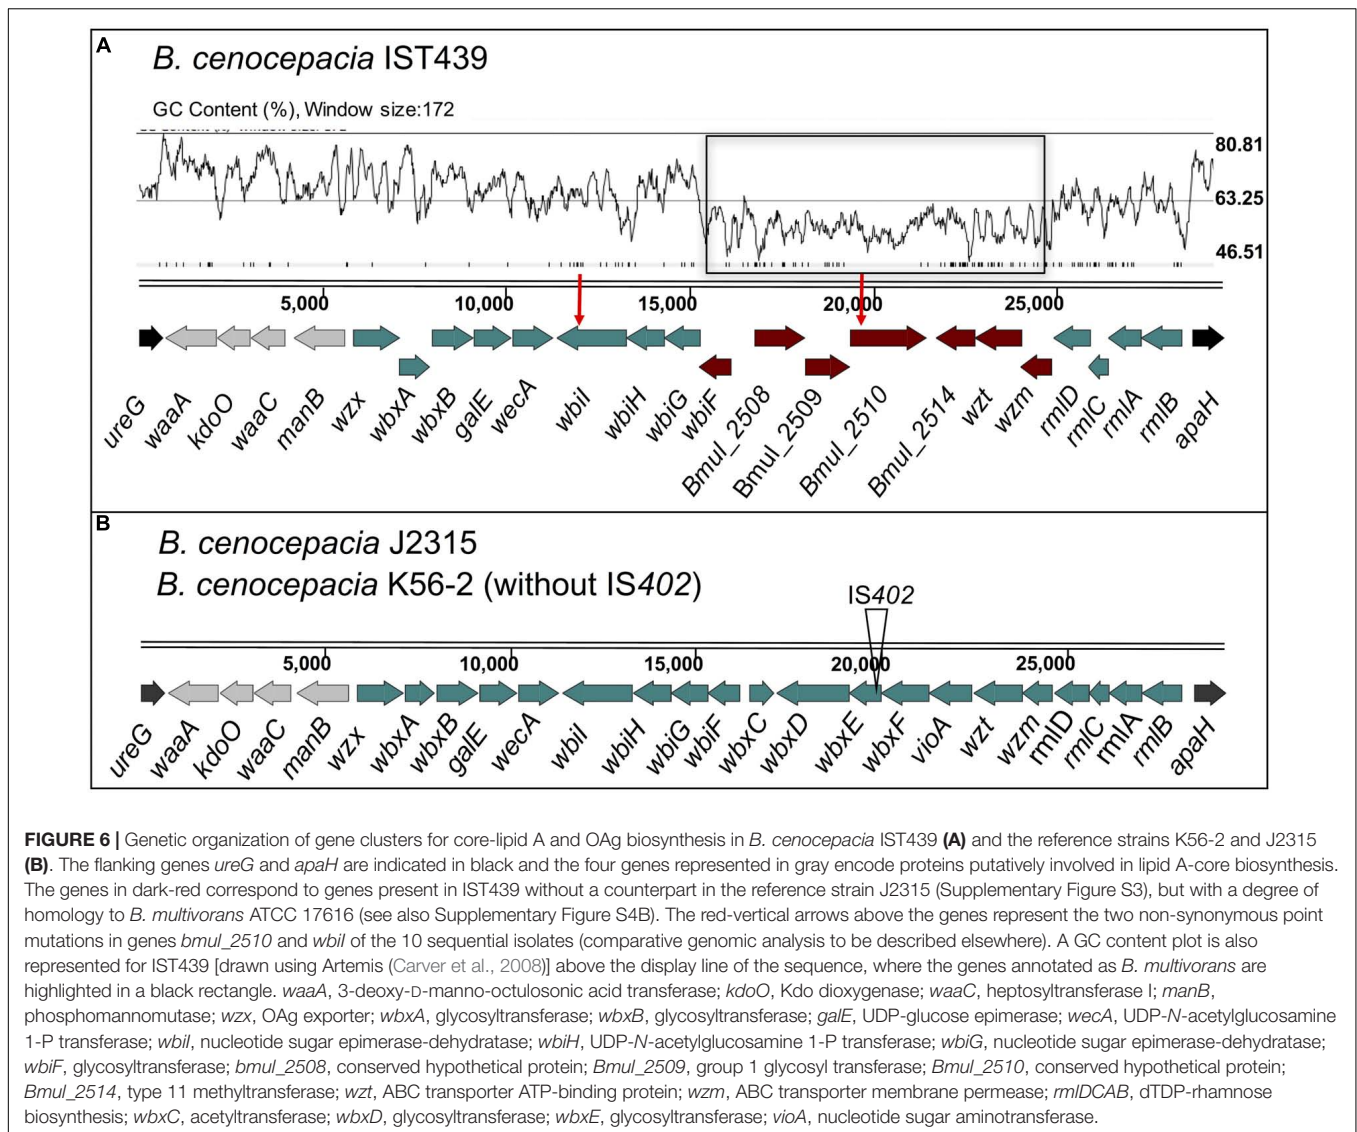 A
B. cenocepacia IST439
GC Content (%), Window size:172
80.81
63.25
46.51
5,000 10,000 15,000 20,000 25,000
ureG waaA kdoO waaC manB wzx wbxA wbxB galE wecA wbiI wbiH wbiG wbiF Bmul_2508 Bmul_2509 Bmul_2510 Bmul_2514 wzt wzm rmlD rmlC rmlA rmlB apaH
B
B. cenocepacia J2315
B. cenocepacia K56-2 (without IS402)
IS402
5,000 10,000 15,000 20,000 25,000
ureG waaA kdoO waaC manB wzx wbxA wbxB galE wecA wbiI wbiH wbiG wbiF wbxC wbxD wbxE wbxF vioA wzt wzm rmlD rmlC rmlA rmlB apaH
FIGURE 6 | Genetic organization of gene clusters for core-lipid A and OAg biosynthesis in B. cenocepacia IST439 (A) and the reference strains K56-2 and J2315
(B). The flanking genes ureG and apaH are indicated in black and the four genes represented in gray encode proteins putatively involved in lipid A-core biosynthesis.
The genes in dark-red correspond to genes present in IST439 without a counterpart in the reference strain J2315 (Supplementary Figure S3), but with a degree of
homology to B. multivorans ATCC 17616 (see also Supplementary Figure S4B). The red-vertical arrows above the genes represent the two non-synonymous point
mutations in genes bmul_2510 and wbiI of the 10 sequential isolates (comparative genomic analysis to be described elsewhere). A GC content plot is also
represented for IST439 [drawn using Artemis (Carver et al., 2008)] above the display line of the sequence, where the genes annotated as B. multivorans are
highlighted in a black rectangle. waaA, 3-deoxy-D-manno-octulosonic acid transferase; kdoO, Kdo dioxygenase; waaC, heptosyltransferase I; manB,
phosphomannomutase; wzx, OAg exporter; wbxA, glycosyltransferase; wbxB, glycosyltransferase; galE, UDP-glucose epimerase; wecA, UDP-N-acetylglucosamine
1-P transferase; wbiI, nucleotide sugar epimerase-dehydratase; wbiH, UDP-N-acetylglucosamine 1-P transferase; wbiG, nucleotide sugar epimerase-dehydratase;
wbiF, glycosyltransferase; bmul_2508, conserved hypothetical protein; Bmul_2509, group 1 glycosyl transferase; Bmul_2510, conserved hypothetical protein;
Bmul_2514, type 11 methyltransferase; wzt, ABC transporter ATP-binding protein; wzm, ABC transporter membrane permease; rmlDCAB, dTDP-rhamnose
biosynthesis; wbxC, acetyltransferase; wbxD, glycosyltransferase; wbxE, glycosyltransferase; vioA, nucleotide sugar aminotransferase.